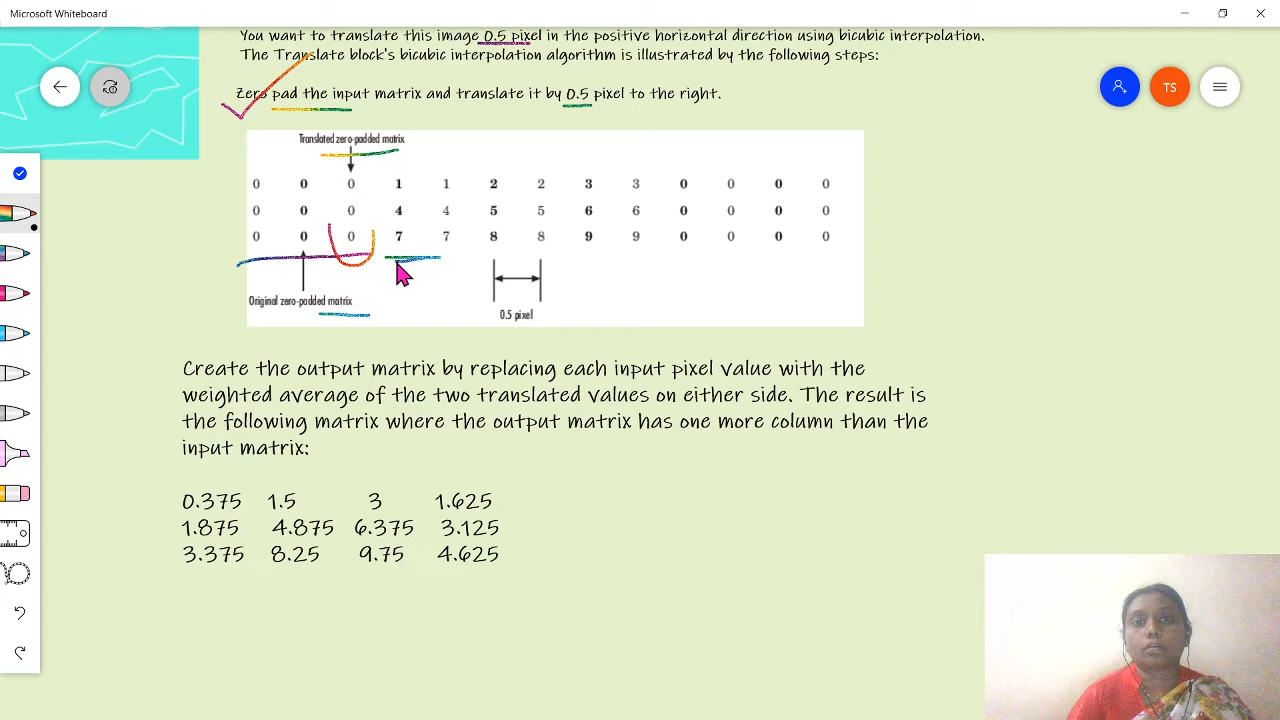 Microsoft Whiteboard
You want to translate this image 0.5 pixel in the positive horizontal direction using bicubic interpolation.
The Translate block's bicubic interpolation algorithm is illustrated by the following steps:
Zero pad the input matrix and translate it by 0.5 pixel to the right.
TS
Translated zero-padded matrix
0 0 0 1 1 2 2 3 3 0 0 0 0
0 0 0 4 4 5 5 6 6 0 0 0 0
0 0 0 7 7 8 8 9 9 0 0 0 0
Original zero-padded matrix
0.5 pixel
Create the output matrix by replacing each input pixel value with the
weighted average of the two translated values on either side. The result is
the following matrix where the output matrix has one more column than the
input matrix:
0.375 1.5 3 1.625
1.875 4.875 6.375 3.125
3.375 8.25 9.75 4.625